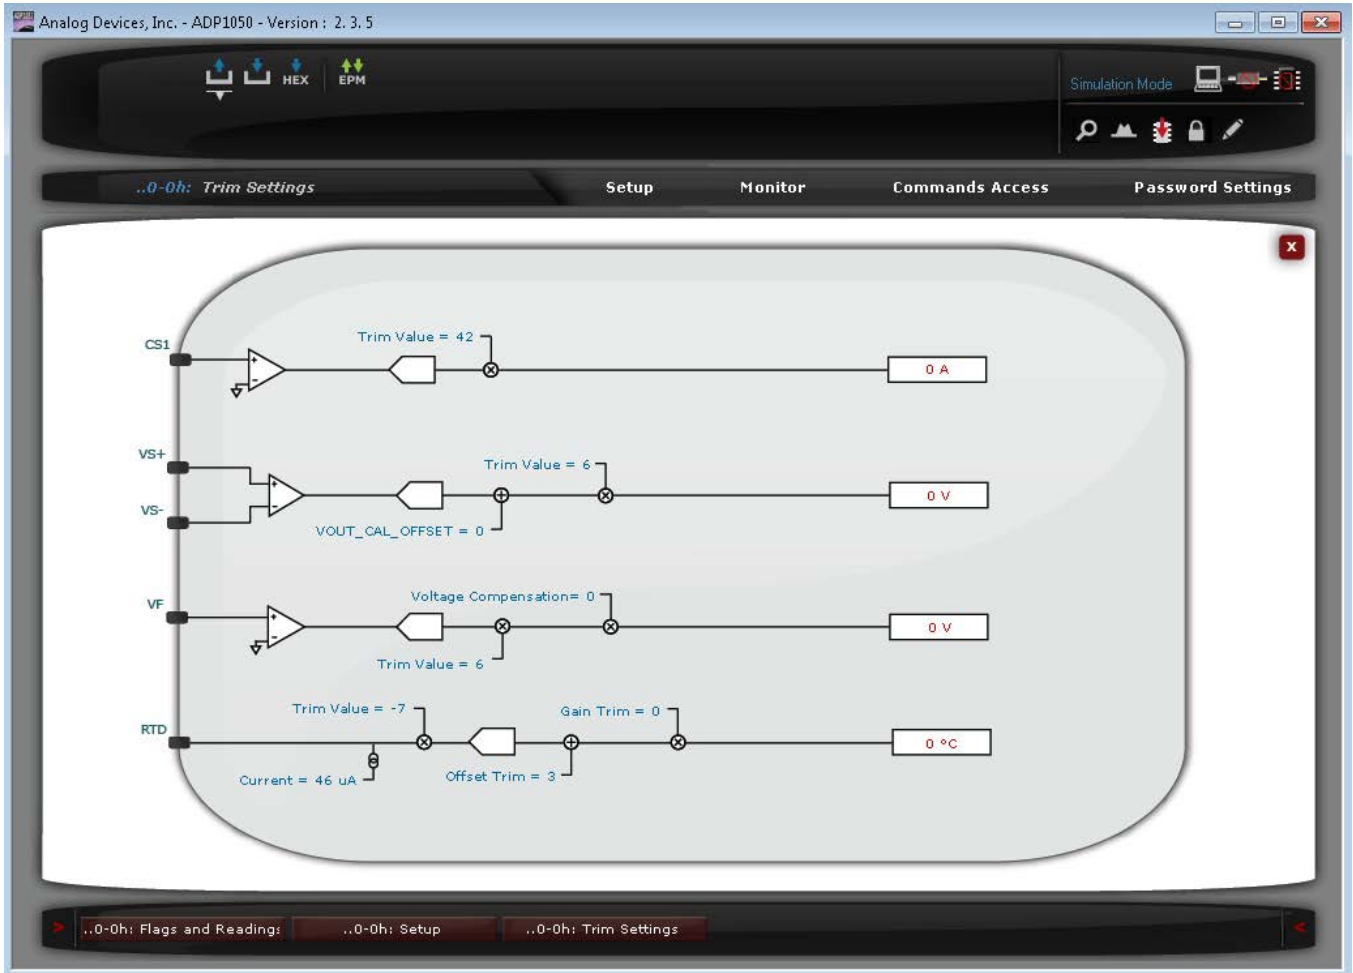 Analog Devices, Inc. - ADP1050 - Version : 2. 3. 5
HEX
EPM
Simulation Mode
..0-0h: Trim Settings
Setup
Monitor
Commands Access
Password Settings
X
Trim Value = 42
CS1
0 A
VS+
Trim Value = 6
0 V
VS-
VOUT_CAL_OFFSET = 0
Voltage Compensation= 0
VF
0 V
Trim Value = 6
Trim Value = -7
Gain Trim = 0
RTD
0 °C
Current = 46 uA
Offset Trim = 3
..0-0h: Flags and Readings
..0-0h: Setup
..0-0h: Trim Settings